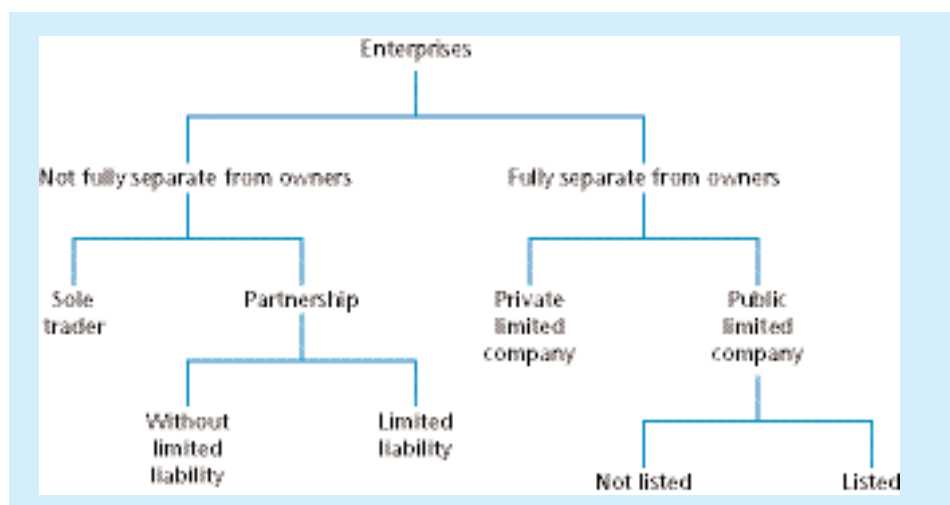 Enterprises
Not fully separate from owners
Fully separate from owners
Sole
trader
Partnership
Private
limited
company
Public
limited
company
Without
limited
liability
Limited
liability
Not listed
Listed